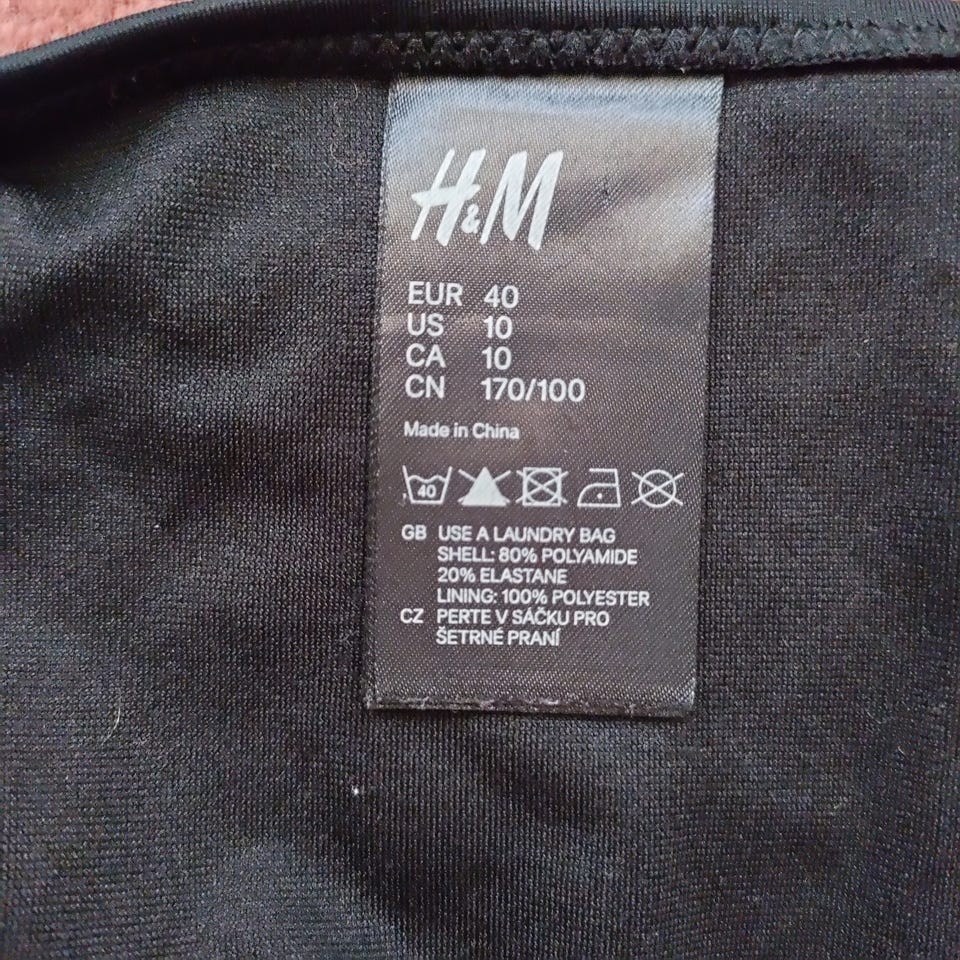 H&M
EUR 40
US 10
CA 10
CN 170/100
Made in China
40
GB USE A LAUNDRY BAG
SHELL: 80% POLYAMIDE
20% ELASTANE
LINING: 100% POLYESTER
CZ PERTE V SÁČKU PRO
ŠETRNÉ PRANÍ